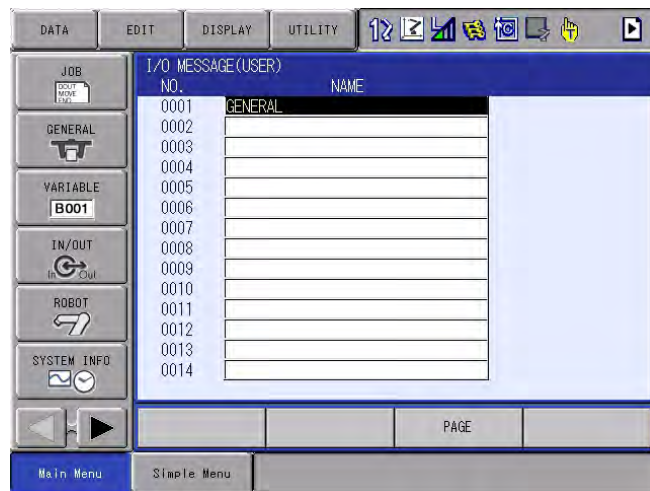 DATA EDIT DISPLAY UTILITY
JOB
DOUT
MOVE
END
GENERAL
VARIABLE
B001
IN/OUT
In Out
ROBOT
SYSTEM INFO
I/O MESSAGE(USER)
NO. NAME
0001 GENERAL
0002
0003
0004
0005
0006
0007
0008
0009
0010
0011
0012
0013
0014
PAGE
Main Menu Simple Menu